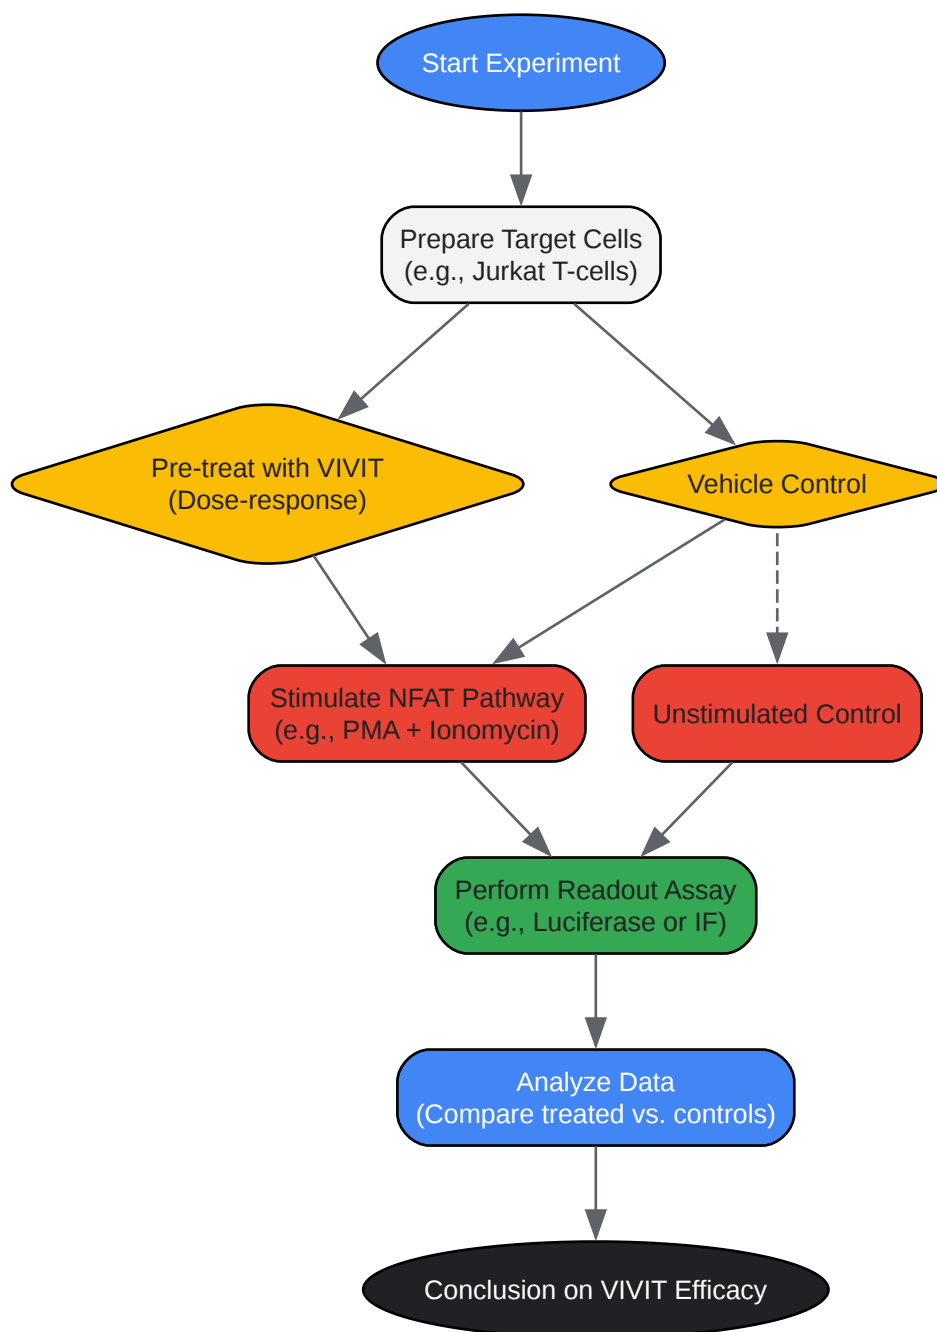 Start Experiment
Prepare Target Cells
(e.g., Jurkat T-cells)
Pre-treat with VIVIT
(Dose-response)
Vehicle Control
Stimulate NFAT Pathway
(e.g., PMA + Ionomycin)
Unstimulated Control
Perform Readout Assay
(e.g., Luciferase or IF)
Analyze Data
(Compare treated vs. controls)
Conclusion on VIVIT Efficacy